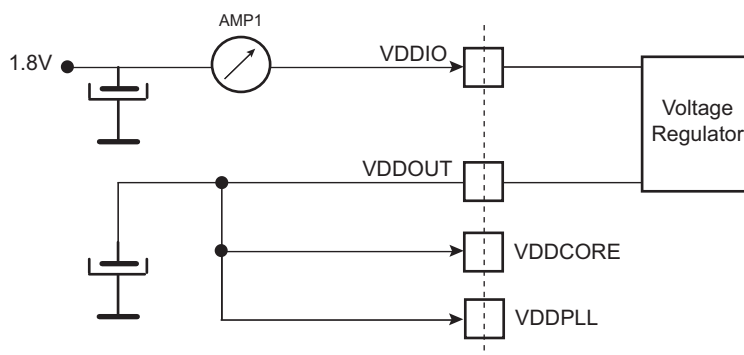 AMP1
1.8V
VDDIO
Voltage
Regulator
VDDOUT
VDDCORE
VDDPLL